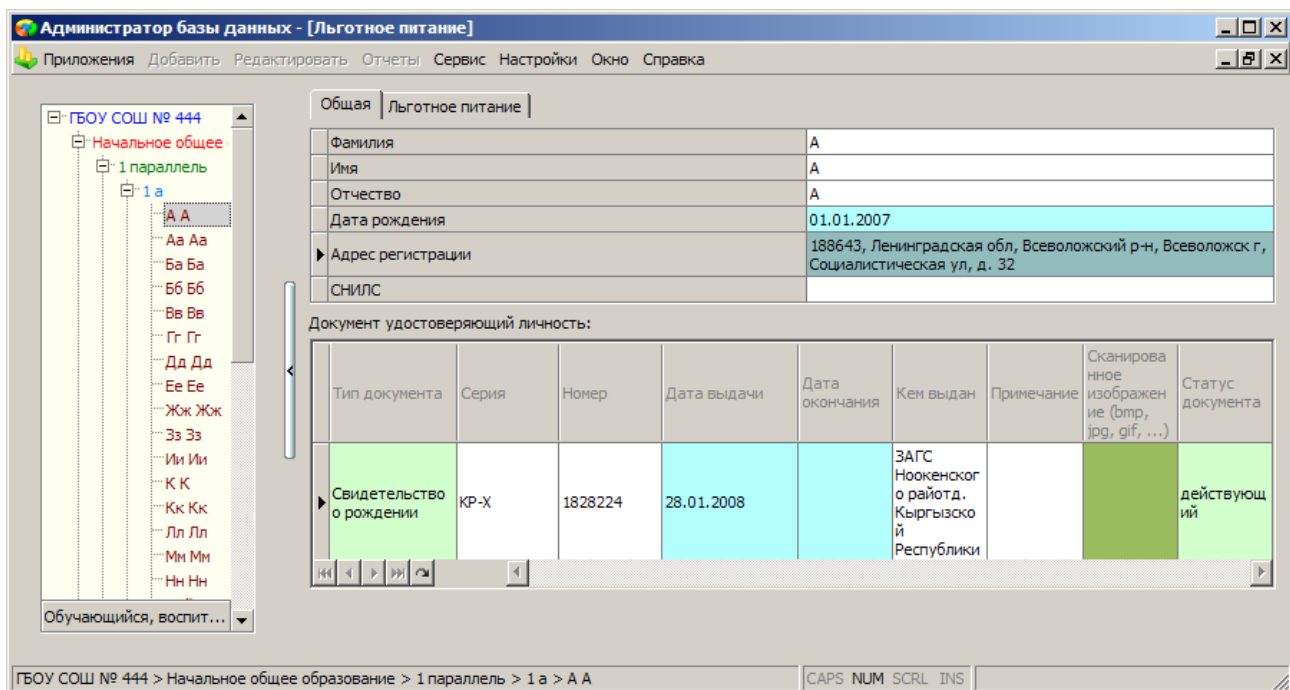 Администратор базы данных - [Льготное питание]
Приложения Добавить Редактировать Отчеты Сервис Настройки Окно Справка
ГБОУ СОШ № 444
Начальное общее
1 параллель
1 а
А А
Аа Аа
Ба Ба
Бб Бб
Вв Вв
Гг Гг
Дд Дд
Ее Ее
Жж Жж
Зз Зз
Ии Ии
К К
Кк Кк
Лл Лл
Мм Мм
Нн Нн
Обучающийся, воспит...
Общая Льготное питание
Фамилия А
Имя А
Отчество А
Дата рождения 01.01.2007
Адрес регистрации
188643, Ленинградская обл, Всеволожский р-н, Всеволожск г,
Социалистическая ул, д. 32
СНИЛС
Документ удостоверяющий личность:
Тип документа
Серия
Номер
Дата выдачи
Дата
окончания
Кем выдан
Примечание
Сканирова
нное
изображен
ие (bmp,
jpg, gif, ...)
Статус
документа
Свидетельство
о рождении
КР-Х
1828224
28.01.2008
ЗАГС
Ноокенског
о районтд.
Кыргызско
й
Республики
действующ
ий
ГБОУ СОШ № 444 > Начальное общее образование > 1 параллель > 1 а > А А
CAPS NUM SCRL INS